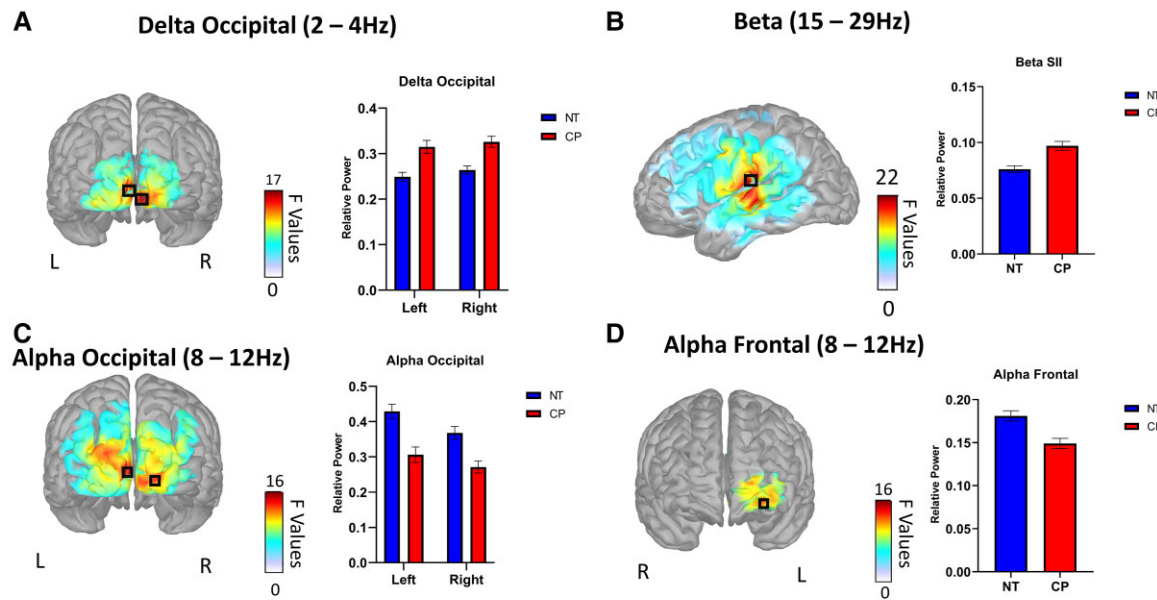 A
Delta Occipital (2 – 4Hz)
L
R
17
F Values
0
Delta Occipital
Relative Power
0.4
0.3
0.2
0.1
0.0
Left
Right
NT
CP
B
Beta (15 – 29Hz)
22
F Values
0
Beta SII
Relative Power
0.15
0.10
0.05
0.00
NT
CP
NT
C
Alpha Occipital (8 – 12Hz)
L
R
16
F Values
0
Alpha Occipital
Relative Power
0.5
0.4
0.3
0.2
0.1
0.0
Left
Right
NT
CP
D
Alpha Frontal (8 – 12Hz)
R
L
16
F Values
0
Alpha Frontal
Relative Power
0.20
0.15
0.10
0.05
0.00
NT
CP